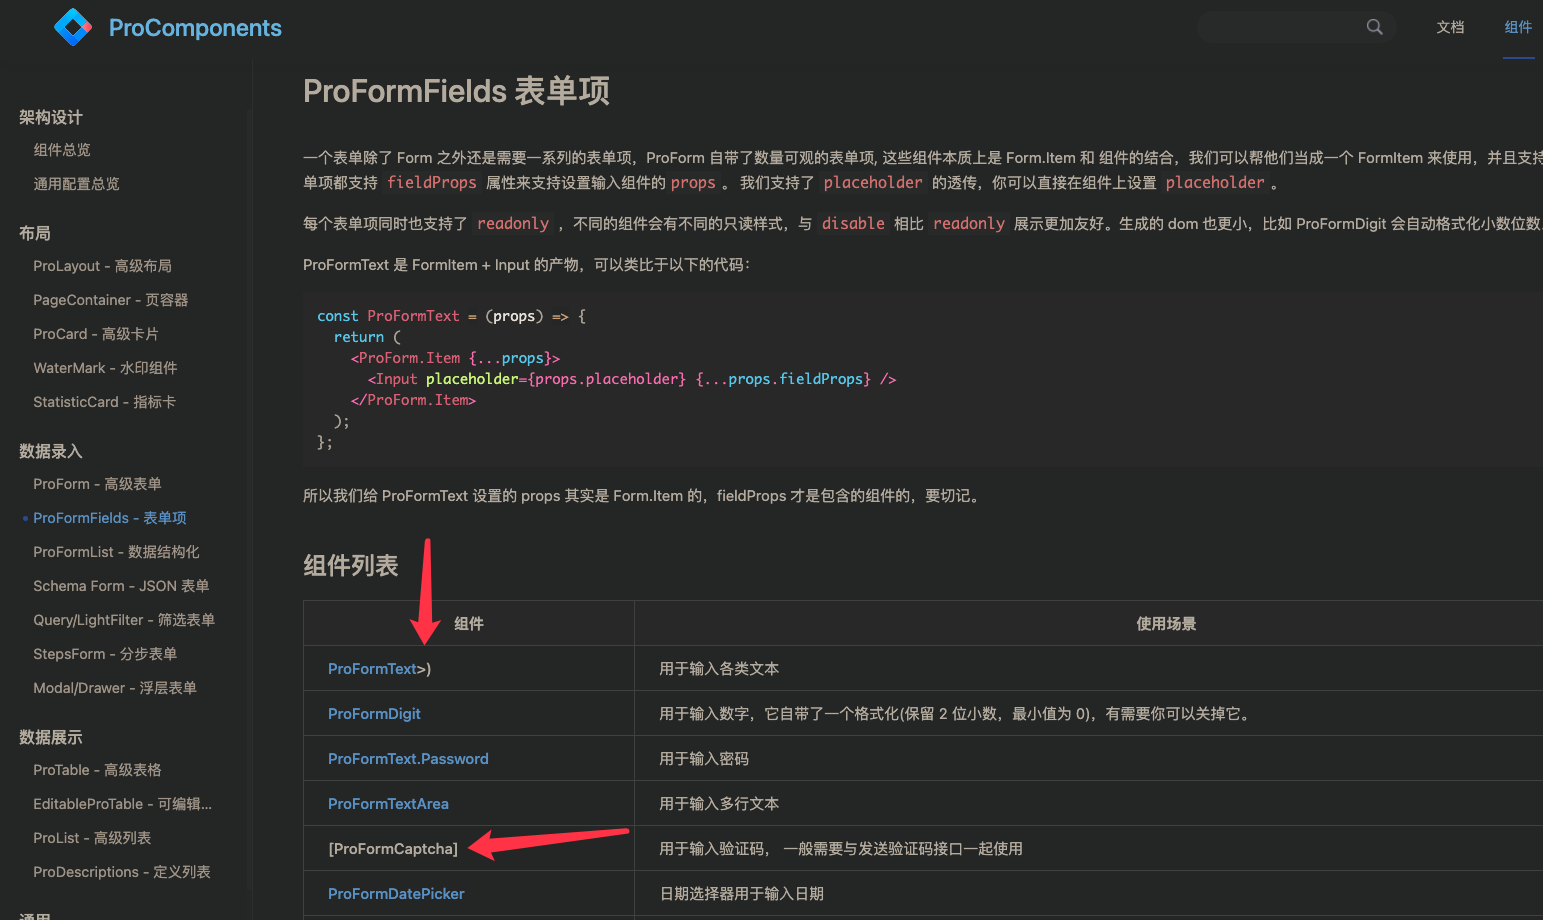 ProComponents
文档
组件
架构设计
组件总览
通用配置总览
布局
ProLayout - 高级布局
PageContainer - 页容器
ProCard - 高级卡片
WaterMark - 水印组件
StatisticCard - 指标卡
数据录入
ProForm - 高级表单
ProFormFields - 表单项
ProFormList - 数据结构化
Schema Form - JSON 表单
Query/LightFilter - 筛选表单
StepsForm - 分步表单
Modal/Drawer - 浮层表单
数据展示
ProTable - 高级表格
EditableProTable - 可编辑...
ProList - 高级列表
ProDescriptions - 定义列表
通用
ProFormFields 表单项
一个表单除了 Form 之外还是需要一系列的表单项，ProForm 自带了数量可观的表单项, 这些组件本质上是 Form.Item 和 组件的结合，我们可以帮他们当成一个 FormItem 来使用，并且支持
单项都支持 fieldProps 属性来支持设置输入组件的 props 。 我们支持了 placeholder 的透传，你可以直接在组件上设置 placeholder 。
每个表单项同时也支持了 readonly ，不同的组件会有不同的只读样式，与 disable 相比 readonly 展示更加友好。生成的 dom 也更小，比如 ProFormDigit 会自动格式化小数位数
ProFormText 是 FormItem + Input 的产物，可以类比于以下的代码：
const ProFormText = (props) => {
return (
<ProForm.Item {...props}>
<Input placeholder={props.placeholder} {...props.fieldProps} />
</ProForm.Item>
);
};
所以我们给 ProFormText 设置的 props 其实是 Form.Item 的，fieldProps 才是包含的组件的，要切记。
组件列表
组件 使用场景
ProFormText>) 用于输入各类文本
ProFormDigit 用于输入数字，它自带了一个格式化(保留 2 位小数，最小值为 0)，有需要你可以关掉它。
ProFormText.Password 用于输入密码
ProFormTextArea 用于输入多行文本
[ProFormCaptcha] 用于输入验证码， 一般需要与发送验证码接口一起使用
ProFormDatePicker 日期选择器用于输入日期